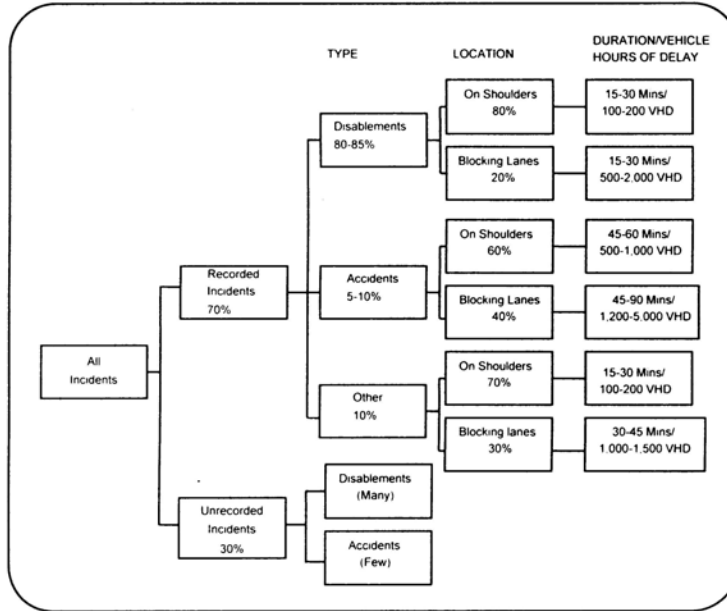 TYPE
LOCATION
DURATION/VEHICLE
HOURS OF DELAY
Disablements
80-85%
On Shoulders
80%
15-30 Mins/
100-200 VHD
Blocking Lanes
20%
15-30 Mins/
500-2,000 VHD
Recorded
Incidents
70%
Accidents
5-10%
On Shoulders
60%
45-60 Mins/
500-1,000 VHD
Blocking Lanes
40%
45-90 Mins/
1,200-5,000 VHD
All
Incidents
Other
10%
On Shoulders
70%
15-30 Mins/
100-200 VHD
Blocking lanes
30%
30-45 Mins/
1,000-1,500 VHD
Unrecorded
Incidents
30%
Disablements
(Many)
Accidents
(Few)